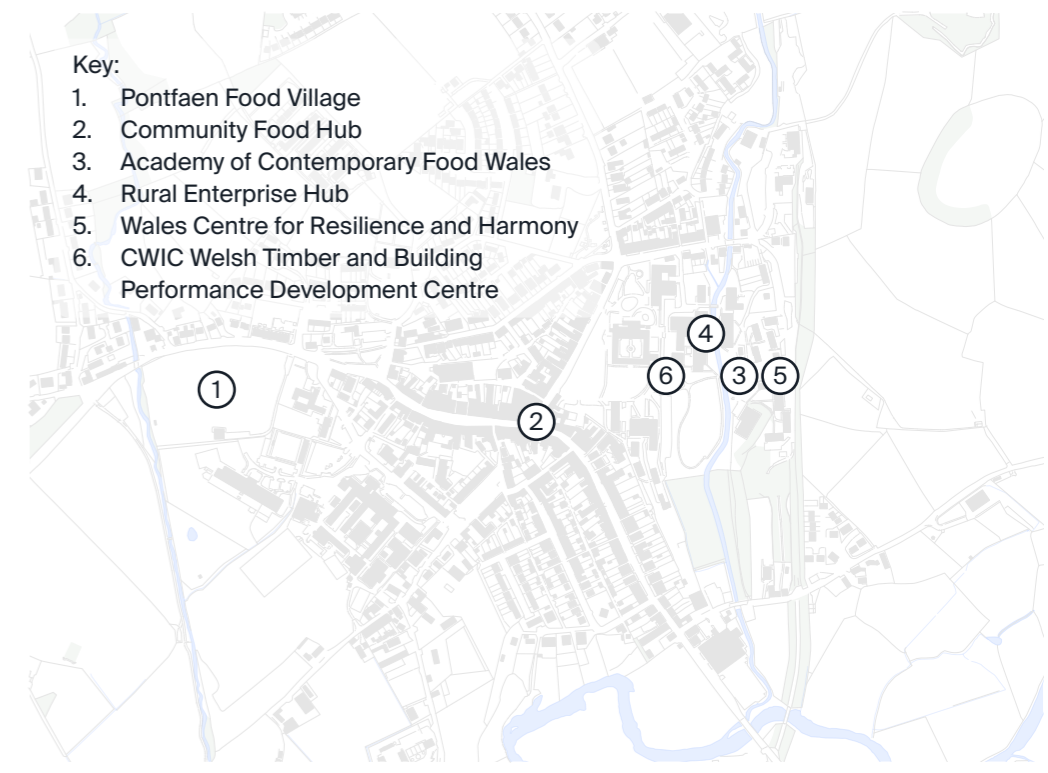 Key:
1. Pontfaen Food Village
2. Community Food Hub
3. Academy of Contemporary Food Wales
4. Rural Enterprise Hub
5. Wales Centre for Resilience and Harmony
6. CWIC Welsh Timber and Building
Performance Development Centre
4
6 3 5
1
2